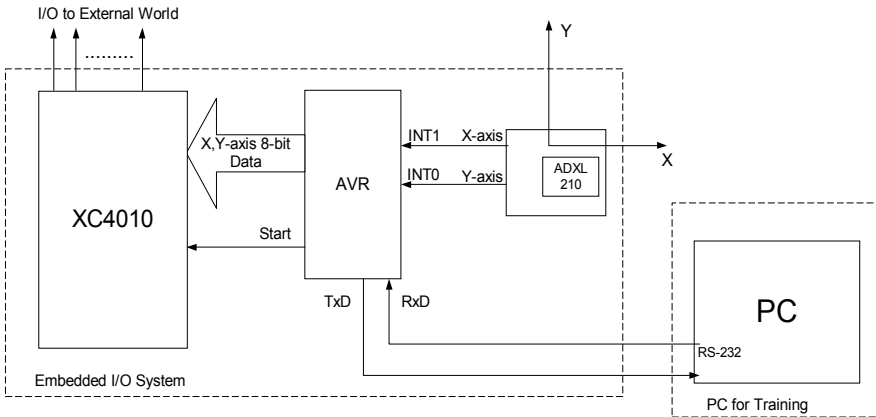 I/O to External World
.........
Y
X
X,Y-axis 8-bit
Data
INT1
X-axis
INT0
Y-axis
ADXL
210
AVR
XC4010
Start
TxD
RxD
PC
RS-232
Embedded I/O System
PC for Training